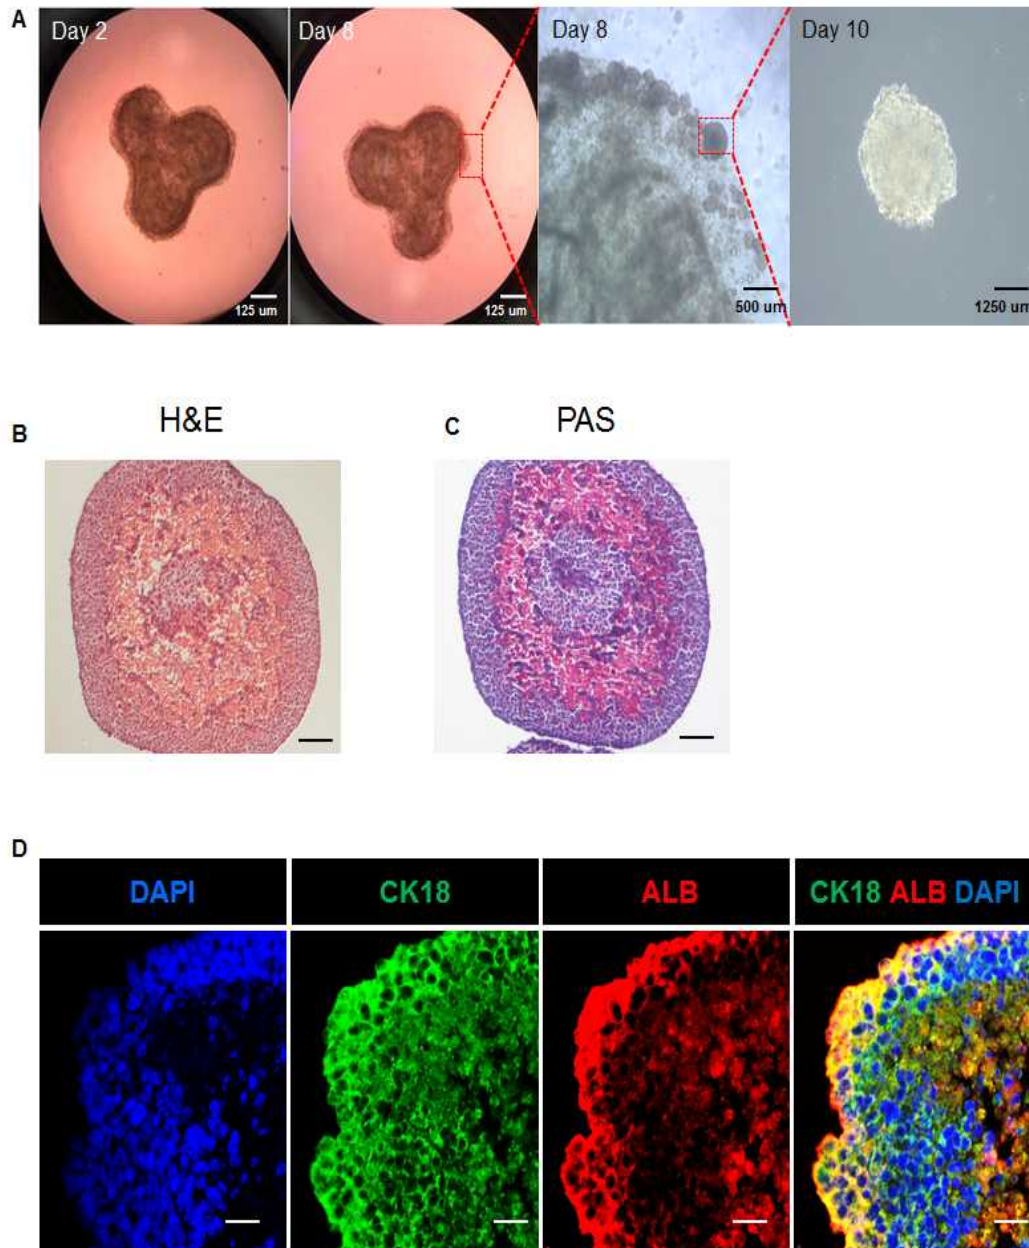 A
Day 2
Day 8
Day 8
Day 10
125 um
125 um
500 um
1250 um
B
H&E
C
PAS
D
DAPI
CK18
ALB
CK18 ALB DAPI